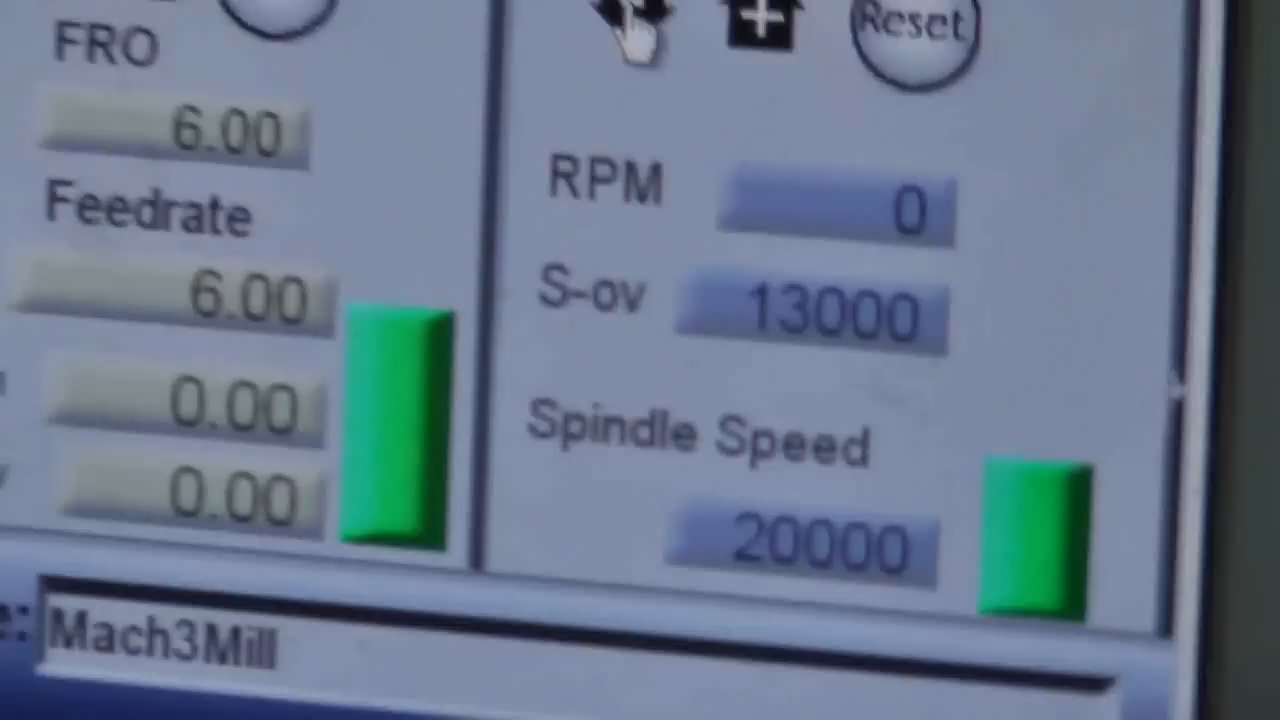 FRO
6.00
Feedrate
6.00
0.00
0.00
Reset
RPM 0
S-ov 13000
Spindle Speed
20000
Mach3Mill